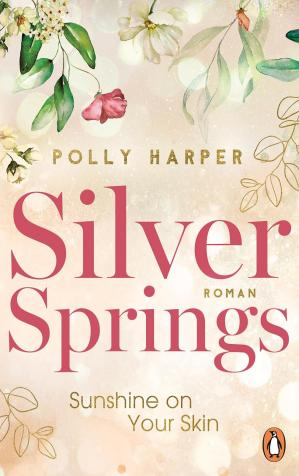 POLLY HARPER
Silver
ROMAN
Springs
Sunshine on
Your Skin